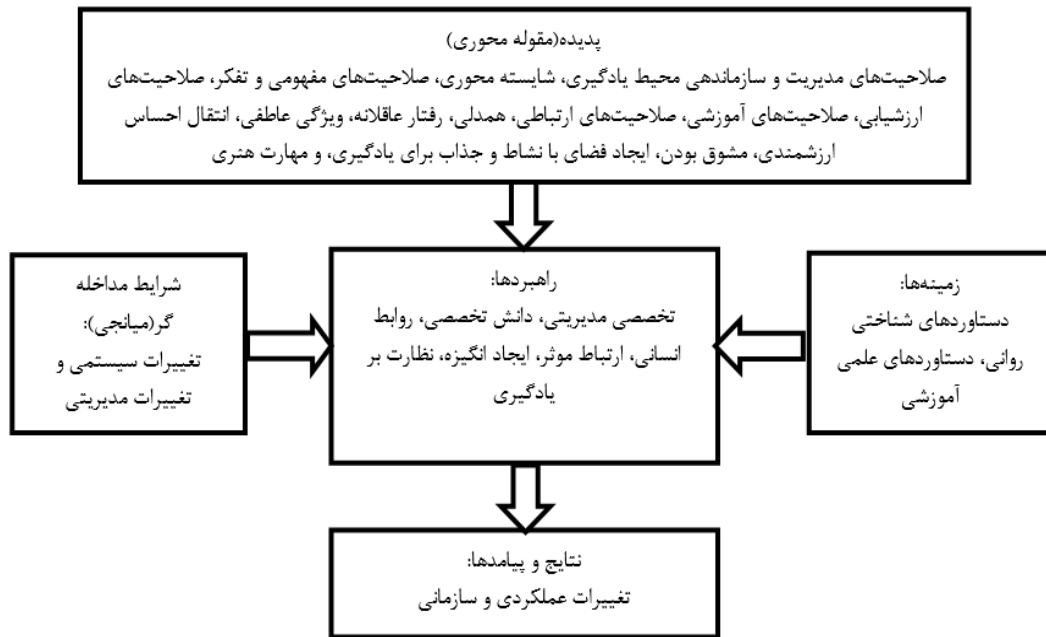 پدیده(مقوله محوری)
صلاحیت‌های مدیریت و سازماندهی محیط یادگیری، شایسته محوری، صلاحیت‌های مفهومی و تفکر، صلاحیت‌های
ارزشیابی، صلاحیت‌های آموزشی، صلاحیت‌های ارتباطی، همدلی، رفتار عاقلانه، ویژگی عاطفی، انتقال احساس
ارزشمندی، مشوق بودن، ایجاد فضای با نشاط و جذاب برای یادگیری، و مهارت هنری
زمینه‌ها:
دستاوردهای شناختی
روانی، دستاوردهای علمی
آموزشی
راهبردها:
تخصصی مدیریتی، دانش تخصصی، روابط
انسانی، ارتباط موثر، ایجاد انگیزه، نظارت بر
یادگیری
شرایط مداخله
گر(میانجی):
تغییرات سیستمی و
تغییرات مدیریتی
نتایج و پیامدها:
تغییرات عملکردی و سازمانی